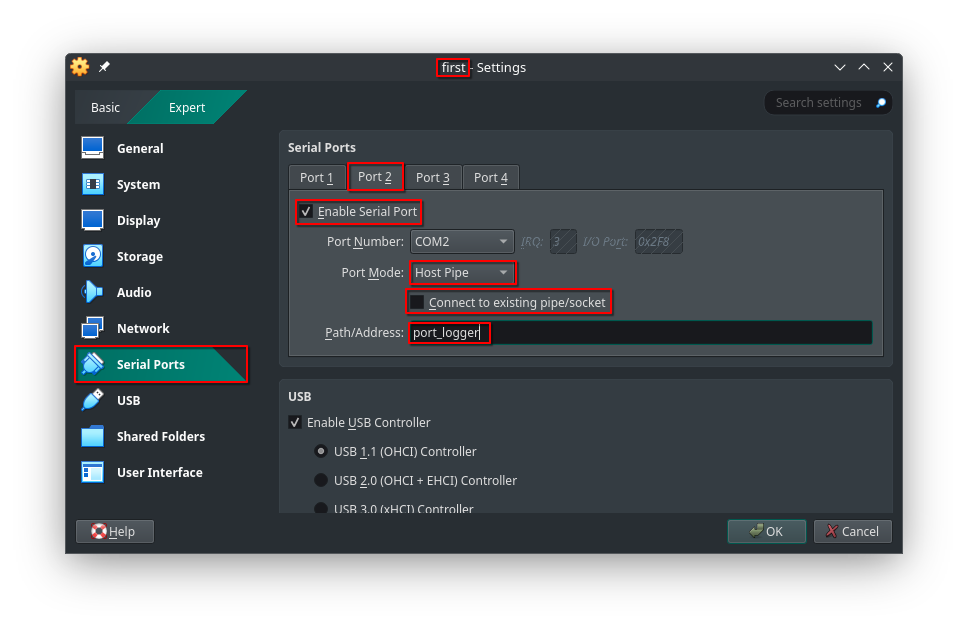 first - Settings
Basic
Expert
Search settings
General
System
Display
Storage
Audio
Network
Serial Ports
USB
Shared Folders
User Interface
Serial Ports
Port 1
Port 2
Port 3
Port 4
Enable Serial Port
Port Number: COM2 IRQ: 3 I/O Port: 0x2F8
Port Mode: Host Pipe
Connect to existing pipe/socket
Path/Address: port_logger
USB
Enable USB Controller
USB 1.1 (OHCI) Controller
USB 2.0 (OHCI + EHCI) Controller
USB 3.0 (xHCI) Controller
Help
OK
Cancel